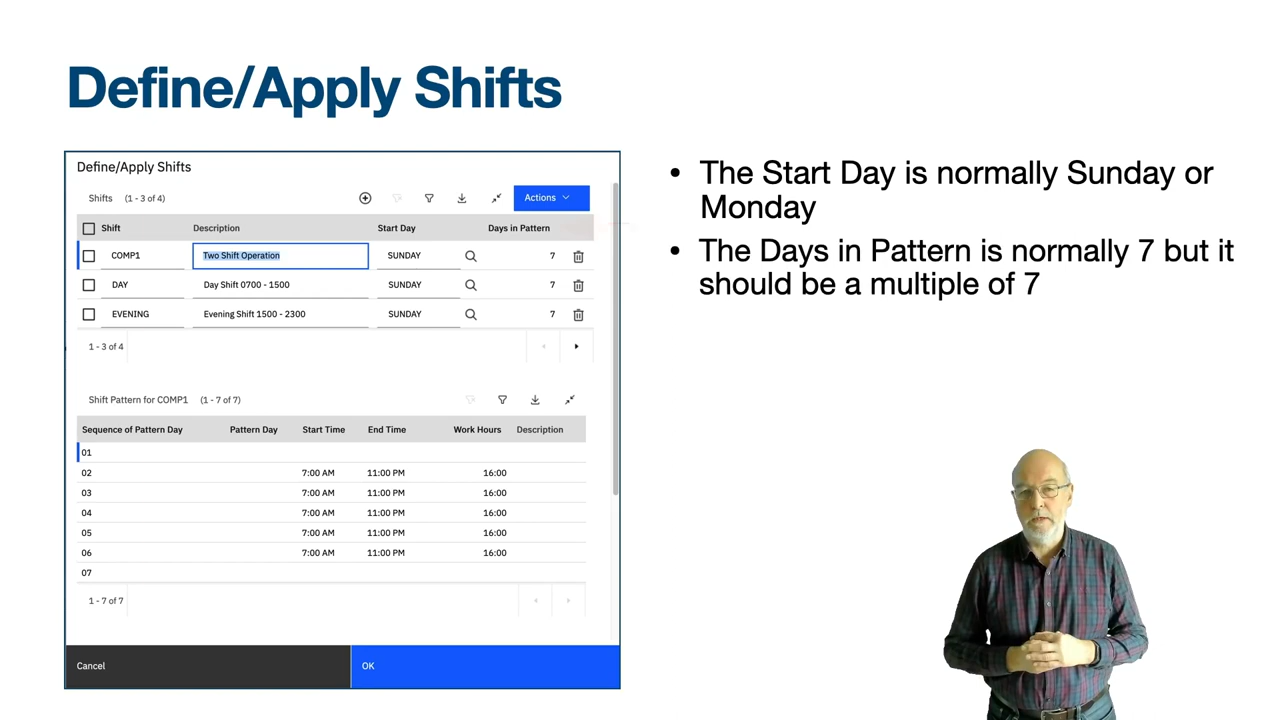 Define/Apply Shifts
Define/Apply Shifts
Shifts (1 - 3 of 4) Actions
Shift Description Start Day Days in Pattern
COMP1 Two Shift Operation SUNDAY 7
DAY Day Shift 0700 - 1500 SUNDAY 7
EVENING Evening Shift 1500 - 2300 SUNDAY 7
1 - 3 of 4
Shift Pattern for COMP1 (1 - 7 of 7)
Sequence of Pattern Day Pattern Day Start Time End Time Work Hours Description
01
02 7:00 AM 11:00 PM 16:00
03 7:00 AM 11:00 PM 16:00
04 7:00 AM 11:00 PM 16:00
05 7:00 AM 11:00 PM 16:00
06 7:00 AM 11:00 PM 16:00
07
1 - 7 of 7
Cancel OK
• The Start Day is normally Sunday or
Monday
• The Days in Pattern is normally 7 but it
should be a multiple of 7